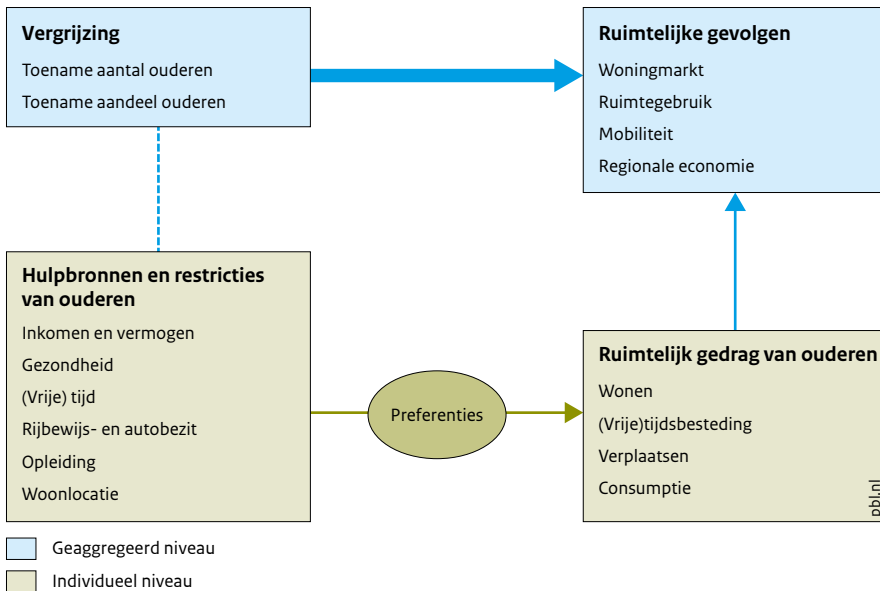 Vergrijzing
Toename aantal ouderen
Toename aandeel ouderen
Ruimtelijke gevolgen
Woningmarkt
Ruimtegebruik
Mobiliteit
Regionale economie
Hulpbronnen en restricties
van ouderen
Inkomen en vermogen
Gezondheid
(Vrije) tijd
Rijbewijs- en autobezit
Opleiding
Woonlocatie
Preferenties
Ruimtelijk gedrag van ouderen
Wonen
(Vrije)tijdsbesteding
Verplaatsen
Consumptie
pbl.nl
Geaggregeerd niveau
Individueel niveau